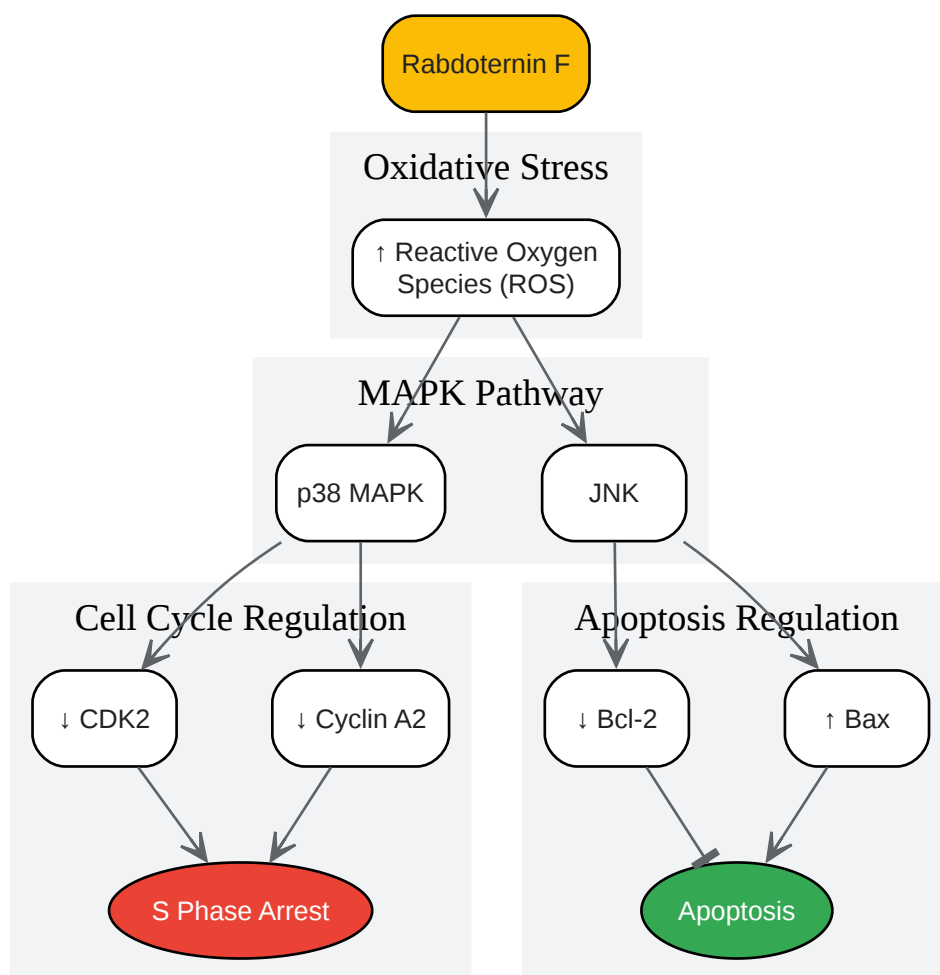 Rabdoternin F
Oxidative Stress
↑ Reactive Oxygen
Species (ROS)
MAPK Pathway
p38 MAPK
JNK
Cell Cycle Regulation
Apoptosis Regulation
↓ CDK2
↓ Cyclin A2
↓ Bcl-2
↑ Bax
S Phase Arrest
Apoptosis